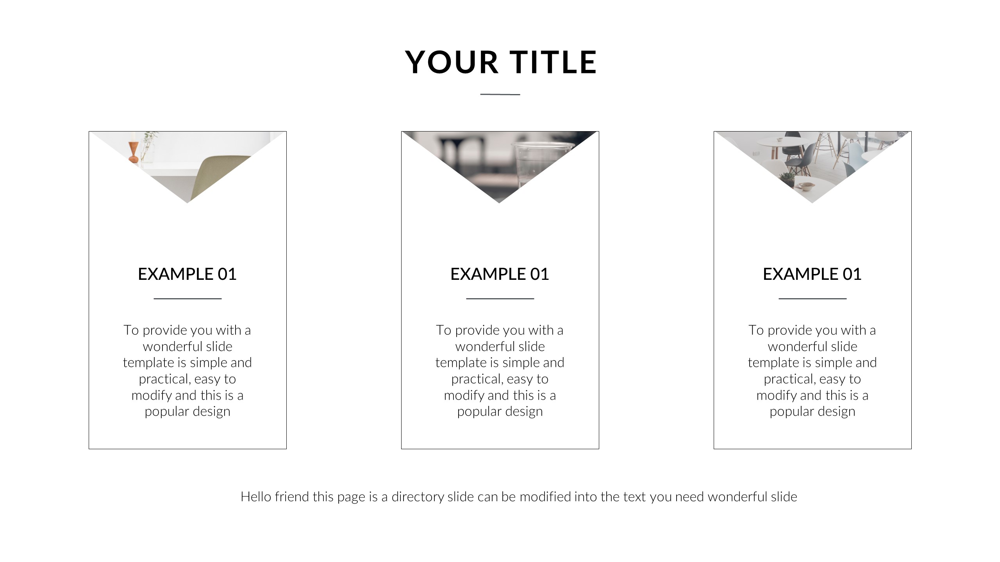 YOUR TITLE
EXAMPLE 01
To provide you with a
wonderful slide
template is simple and
practical, easy to
modify and this is a
popular design
EXAMPLE 01
To provide you with a
wonderful slide
template is simple and
practical, easy to
modify and this is a
popular design
EXAMPLE 01
To provide you with a
wonderful slide
template is simple and
practical, easy to
modify and this is a
popular design
Hello friend this page is a directory slide can be modified into the text you need wonderful slide